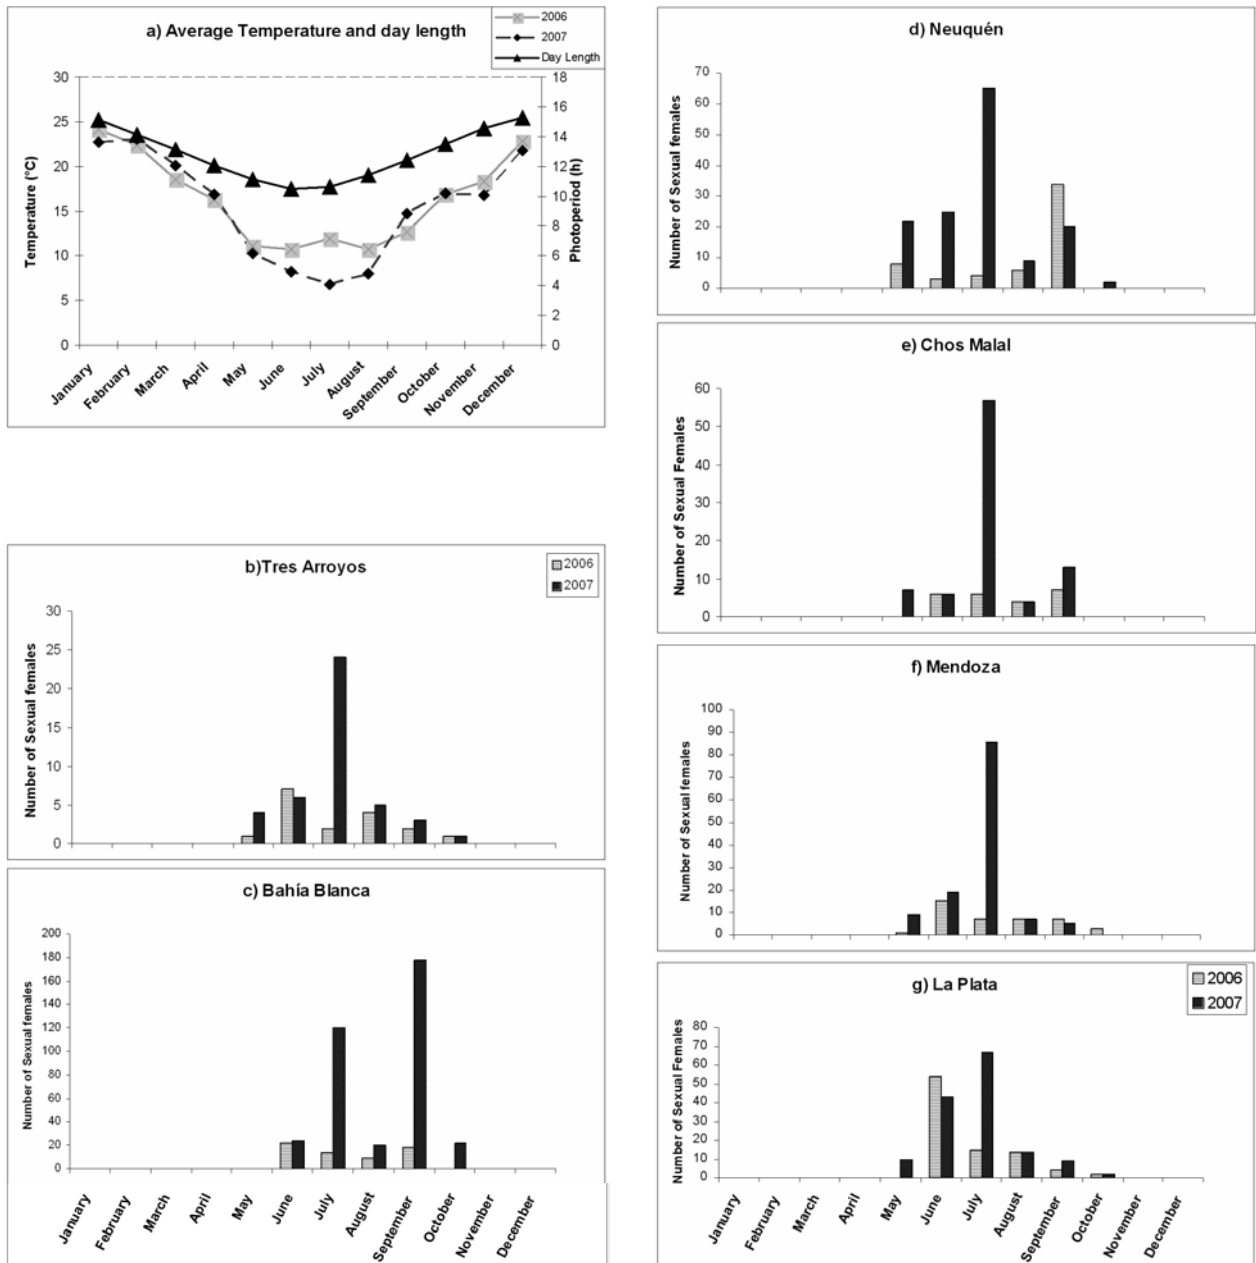 a) Average Temperature and day length
2006
2007
Day Length
Temperature (°C)
30
25
20
15
10
5
0
Photoperiod (h)
18
16
14
12
10
8
6
4
2
0
January
February
March
April
May
June
July
August
September
October
November
December
b)Tres Arroyos
2006
2007
Number of Sexual females
30
25
20
15
10
5
0
c) Bahía Blanca
Number of Sexual females
200
180
160
140
120
100
80
60
40
20
0
January
February
March
April
May
June
July
August
September
October
November
December
d) Neuquén
Number of Sexual females
70
60
50
40
30
20
10
0
e) Chos Malal
Number of Sexual Females
60
50
40
30
20
10
0
f) Mendoza
Number of Sexual females
100
90
80
70
60
50
40
30
20
10
0
g) La Plata
2006
2007
Number of Sexual Females
80
70
60
50
40
30
20
10
0
January
February
March
April
May
June
July
August
September
October
November
December